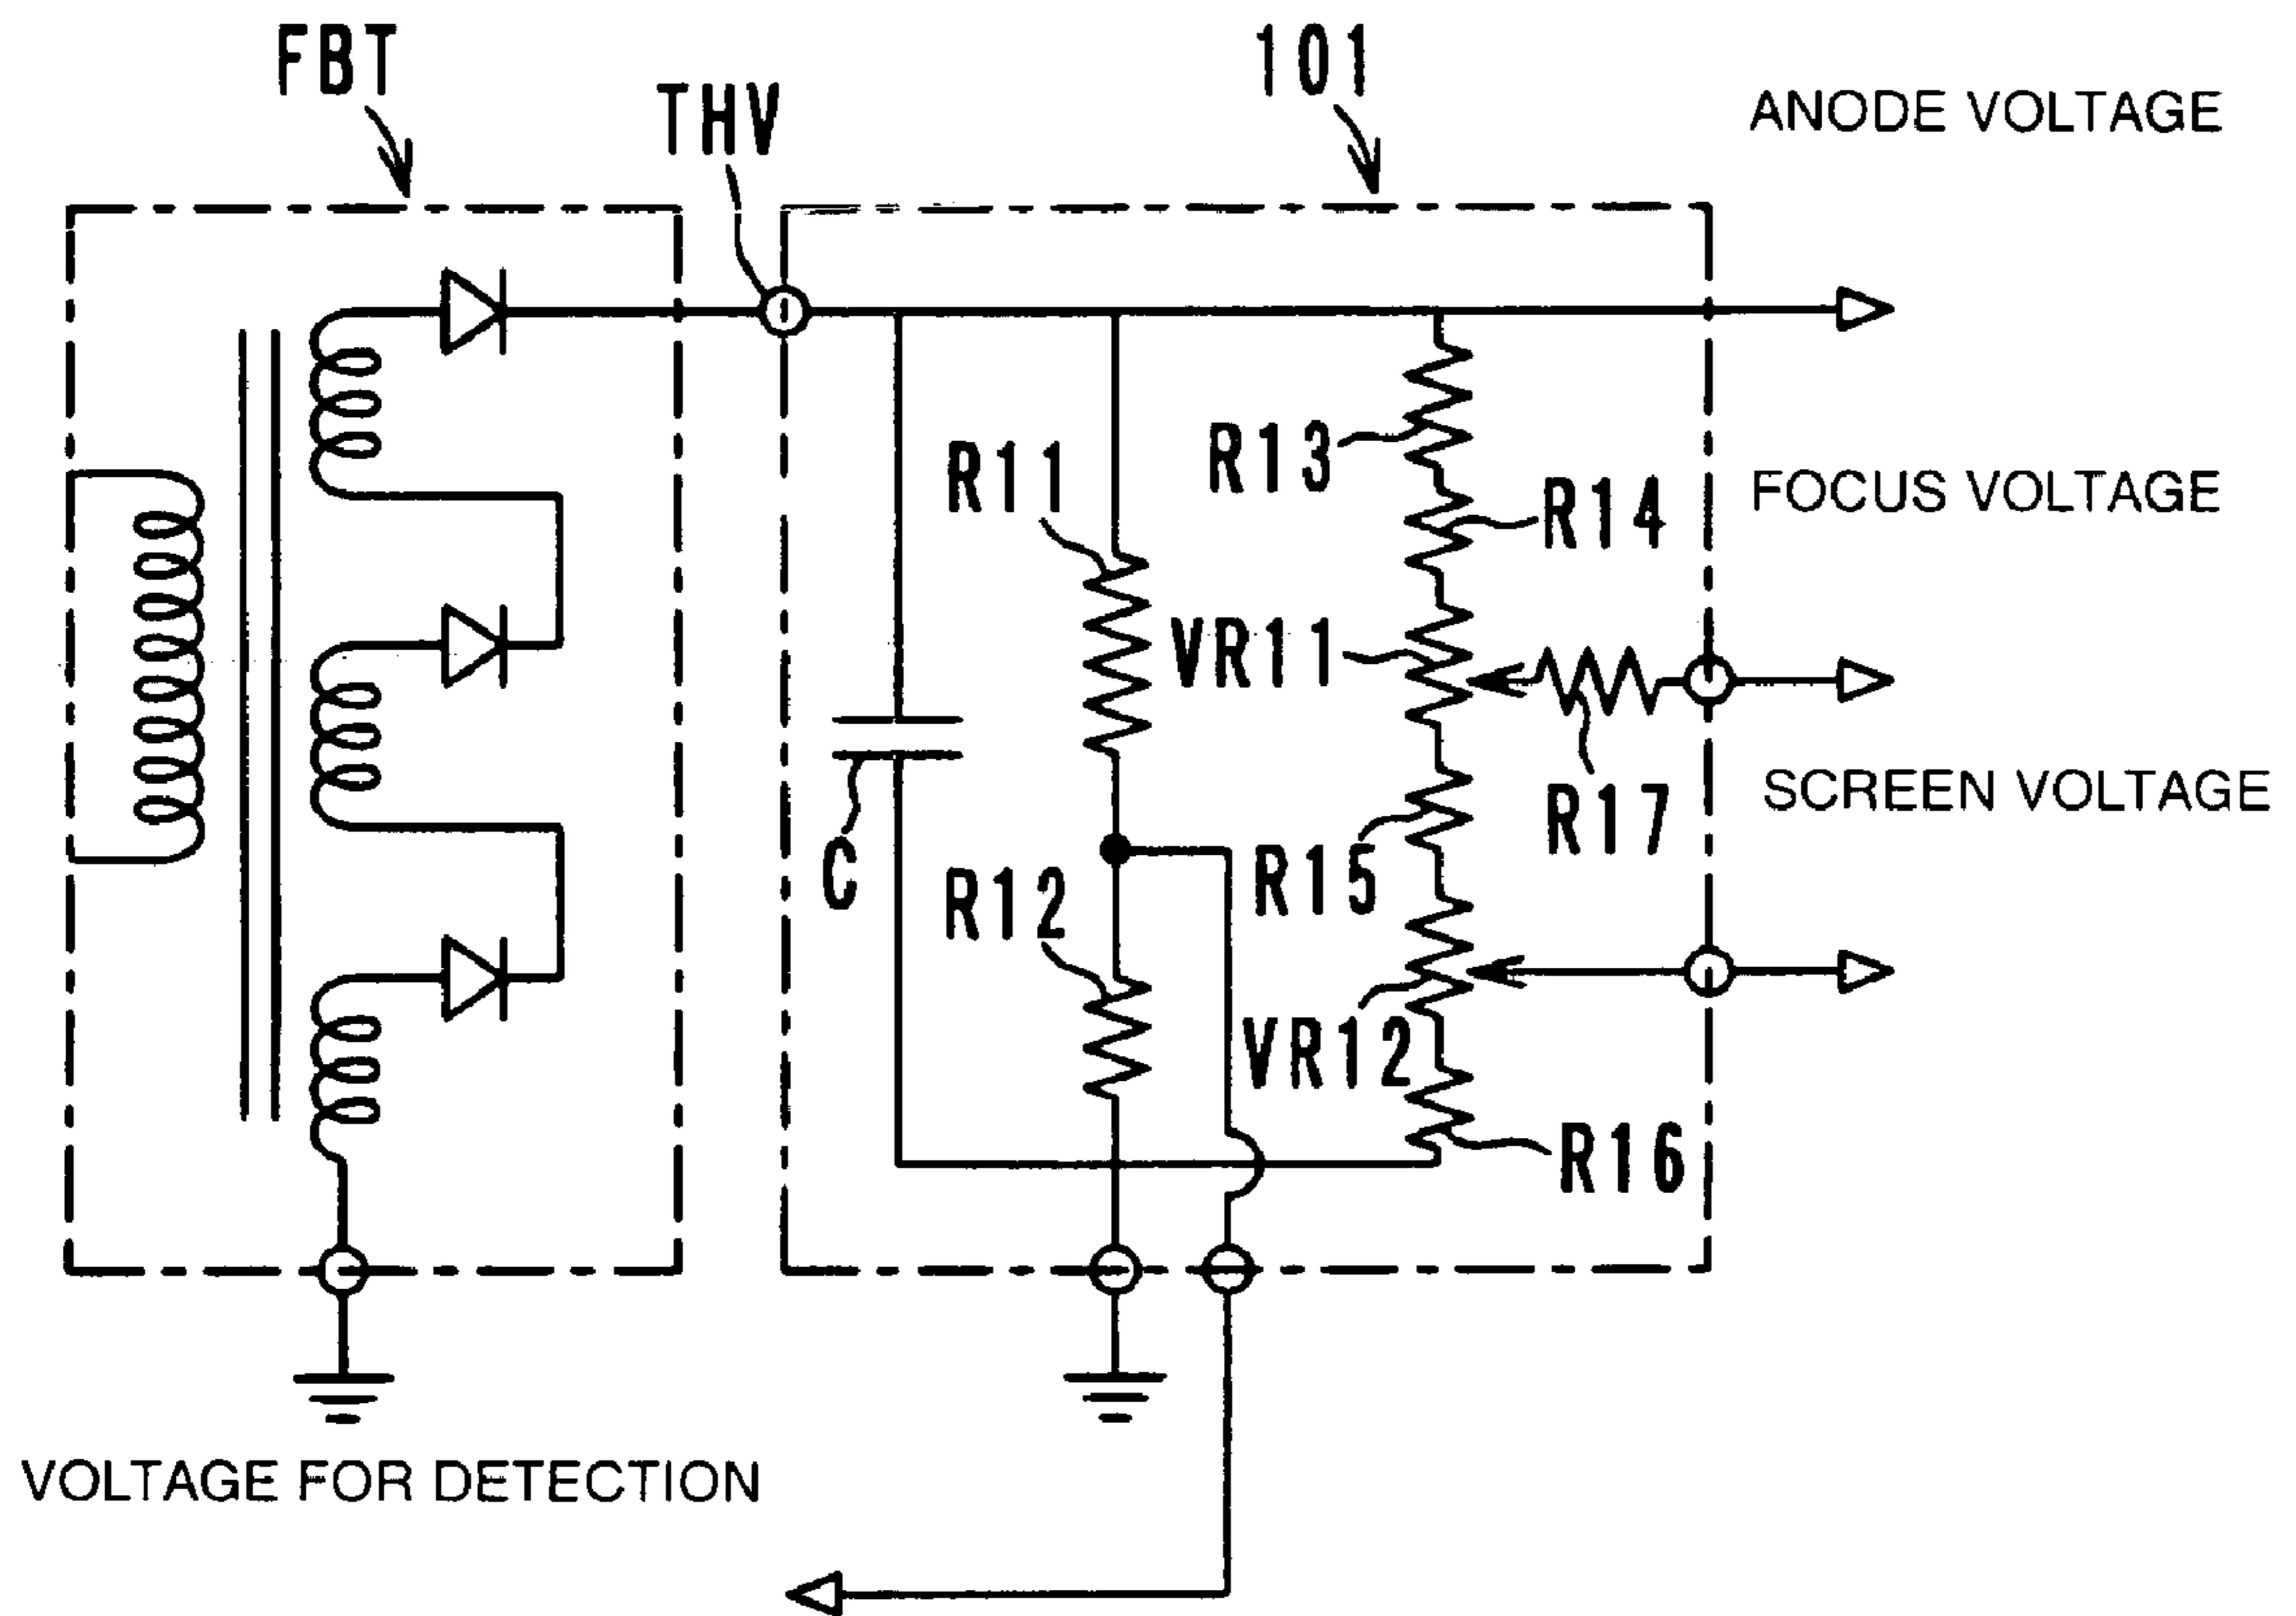 FBT
THV
101
ANODE VOLTAGE
R11
R13
R14
FOCUS VOLTAGE
VR11
R17
SCREEN VOLTAGE
C
R12
R15
VR12
R16
VOLTAGE FOR DETECTION